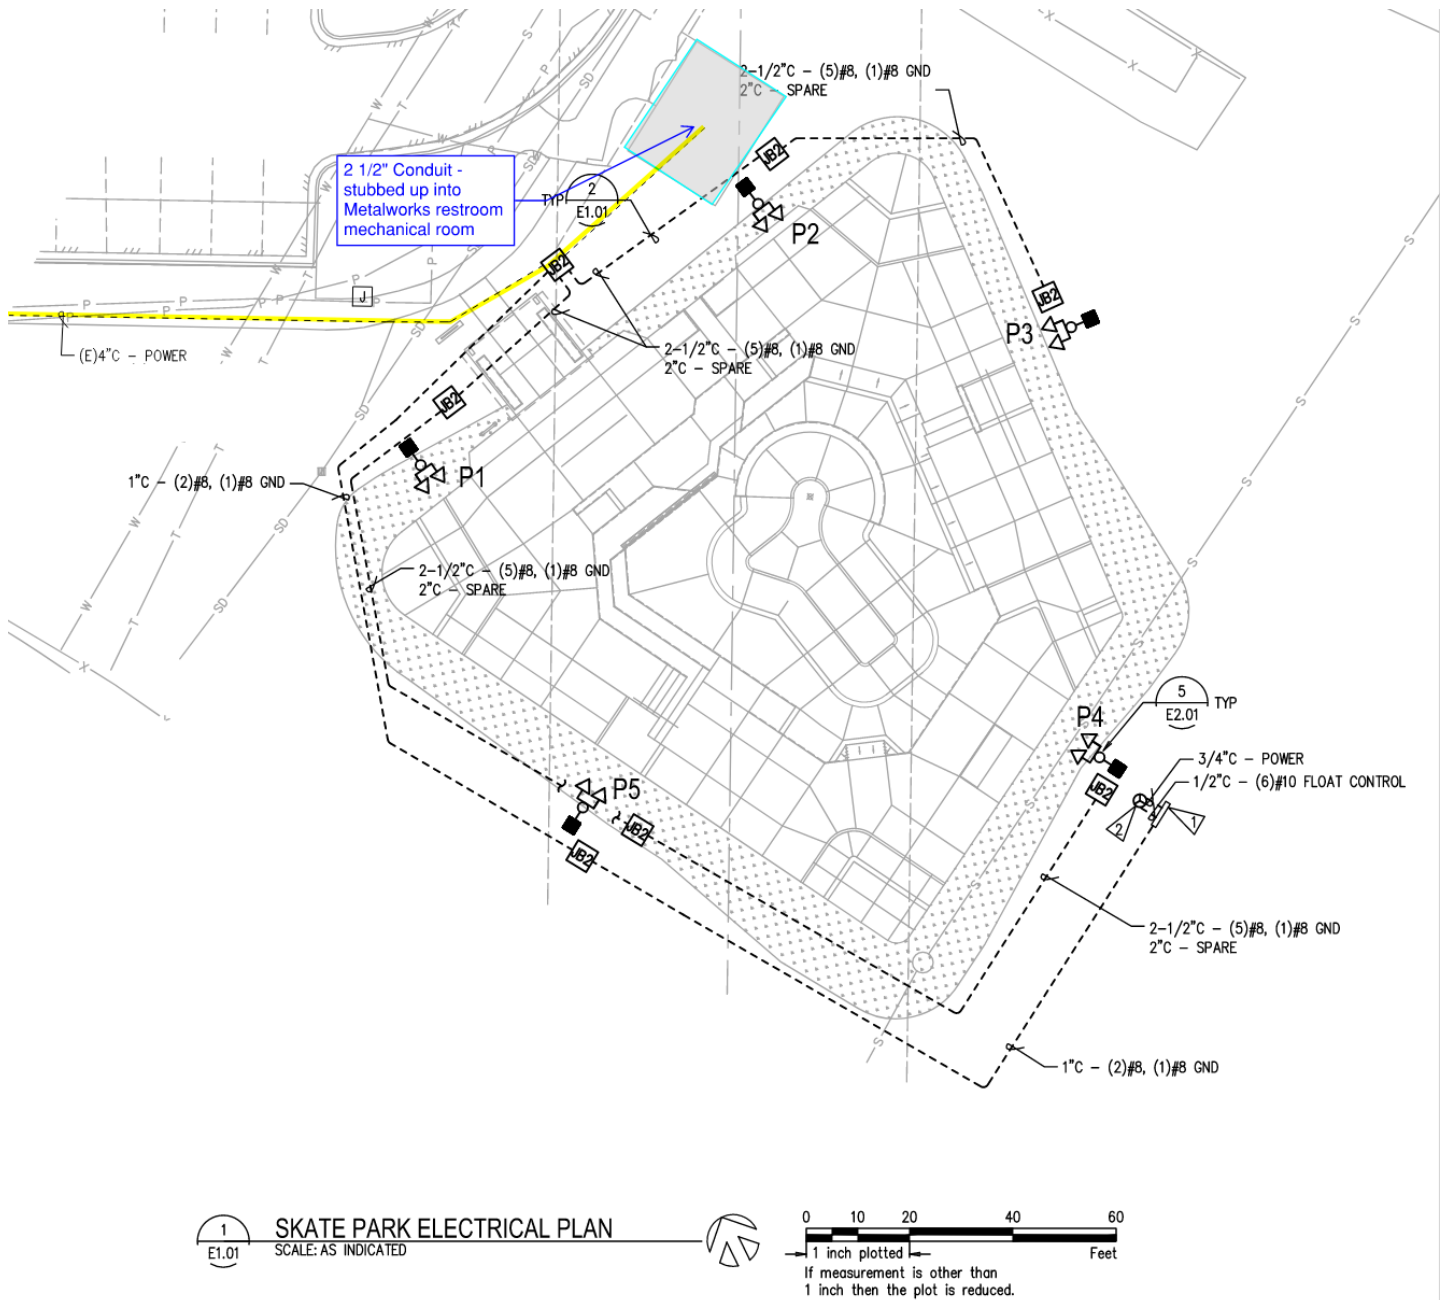 2-1/2"C - (5)#8, (1)#8 GND
2"C - SPARE
2 1/2" Conduit -
stubbed up into
Metalworks restroom
mechanical room
TYP
2
E1.01
JB2
P2
JB2
J
JB2
P3
(E)4"C - POWER
2-1/2"C - (5)#8, (1)#8 GND
2"C - SPARE
JB2
P1
1"C - (2)#8, (1)#8 GND
2-1/2"C - (5)#8, (1)#8 GND
2"C - SPARE
5
E2.01
TYP
P4
3/4"C - POWER
1/2"C - (6)#10 FLOAT CONTROL
JB2
2
1
P5
JB2
JB2
2-1/2"C - (5)#8, (1)#8 GND
2"C - SPARE
1"C - (2)#8, (1)#8 GND
W
T
S
P
SD
X
1
E1.01
SKATE PARK ELECTRICAL PLAN
SCALE: AS INDICATED
0 10 20 40 60
1 inch plotted
Feet
If measurement is other than
1 inch then the plot is reduced.